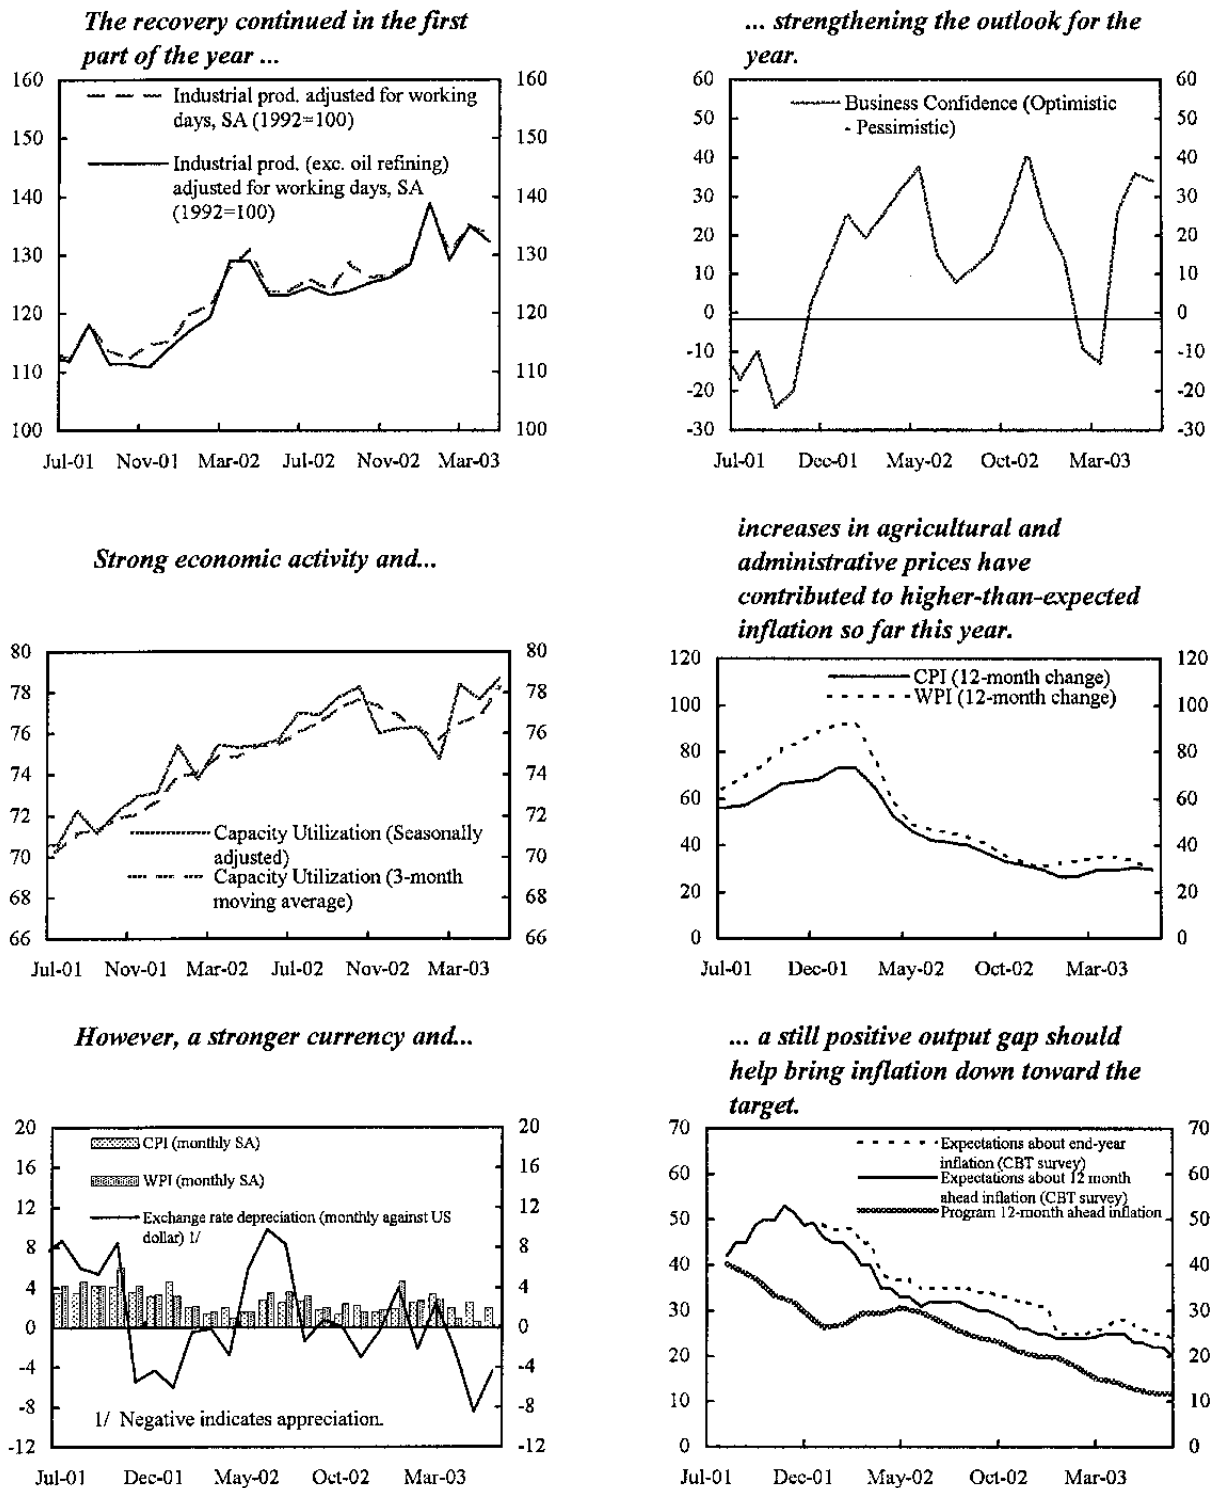 The recovery continued in the first
part of the year ...
160
150
140
130
120
110
100
160
150
140
130
120
110
100
Industrial prod. adjusted for working
days, SA (1992=100)
Industrial prod. (exc. oil refining)
adjusted for working days, SA
(1992=100)
Jul-01 Nov-01 Mar-02 Jul-02 Nov-02 Mar-03
... strengthening the outlook for the
year.
60
50
40
30
20
10
0
-10
-20
-30
60
50
40
30
20
10
0
-10
-20
-30
Business Confidence (Optimistic
- Pessimistic)
Jul-01 Dec-01 May-02 Oct-02 Mar-03
Strong economic activity and...
80
78
76
74
72
70
68
66
80
78
76
74
72
70
68
66
Capacity Utilization (Seasonally
adjusted)
Capacity Utilization (3-month
moving average)
Jul-01 Nov-01 Mar-02 Jul-02 Nov-02 Mar-03
increases in agricultural and
administrative prices have
contributed to higher-than-expected
inflation so far this year.
120
100
80
60
40
20
0
120
100
80
60
40
20
0
CPI (12-month change)
WPI (12-month change)
Jul-01 Dec-01 May-02 Oct-02 Mar-03
However, a stronger currency and...
20
16
12
8
4
0
-4
-8
-12
20
16
12
8
4
0
-4
-8
-12
CPI (monthly SA)
WPI (monthly SA)
Exchange rate depreciation (monthly against US
dollar) 1/
1/ Negative indicates appreciation.
Jul-01 Dec-01 May-02 Oct-02 Mar-03
... a still positive output gap should
help bring inflation down toward the
target.
70
60
50
40
30
20
10
0
70
60
50
40
30
20
10
0
Expectations about end-year
inflation (CBT survey)
Expectations about 12 month
ahead inflation (CBT survey)
Program 12-month ahead inflation
Jul-01 Dec-01 May-02 Oct-02 Mar-03